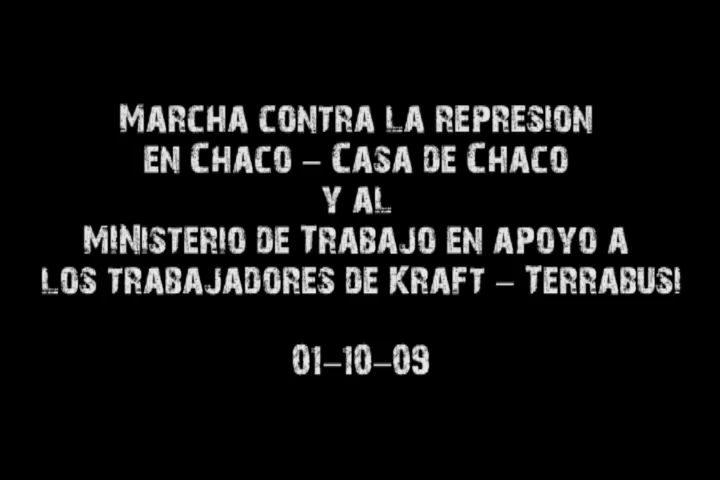 Marcha contra la represion
en Chaco - Casa de Chaco
y al
Ministerio de Trabajo en apoyo a
los trabajadores de Kraft - Terrabusi
01-10-09